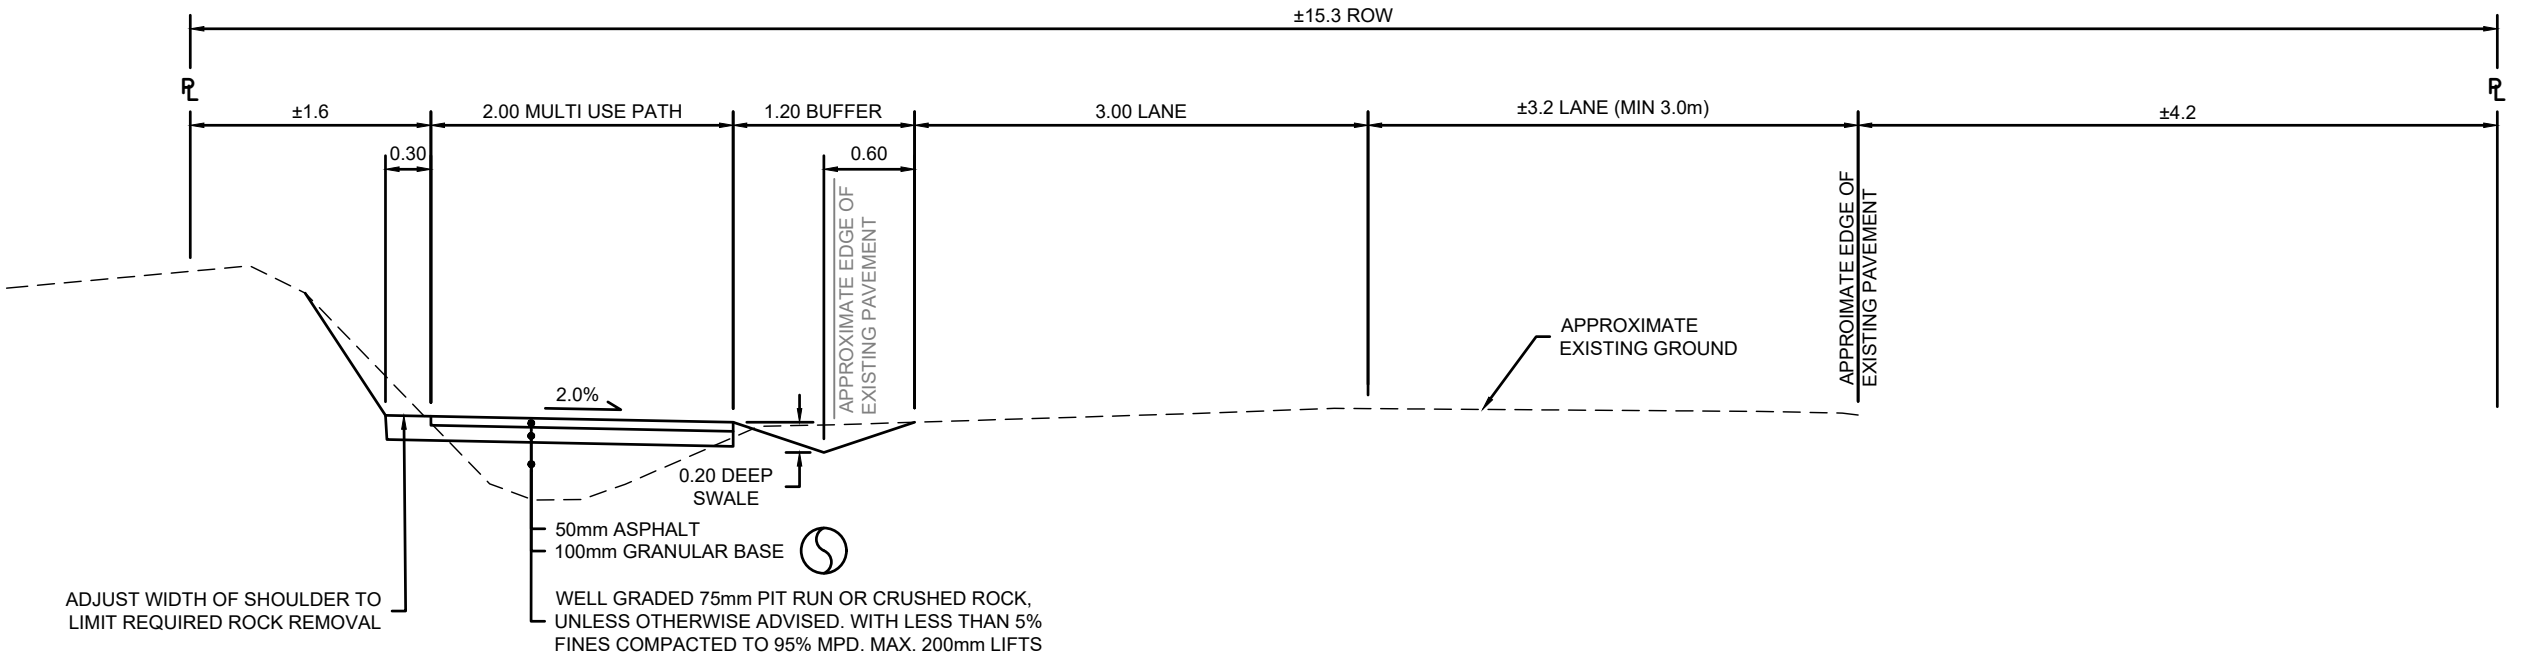 ±15.3 ROW
±1.6
2.00 MULTI USE PATH
1.20 BUFFER
3.00 LANE
±3.2 LANE (MIN 3.0m)
±4.2
0.30
0.60
APPROXIMATE EDGE OF
EXISTING PAVEMENT
APPROIMATE EDGE OF
EXISTING PAVEMENT
APPROXIMATE
EXISTING GROUND
2.0%
0.20 DEEP
SWALE
50mm ASPHALT
100mm GRANULAR BASE
ADJUST WIDTH OF SHOULDER TO
LIMIT REQUIRED ROCK REMOVAL
WELL GRADED 75mm PIT RUN OR CRUSHED ROCK,
UNLESS OTHERWISE ADVISED. WITH LESS THAN 5%
FINES COMPACTED TO 95% MPD. MAX. 200mm LIFTS
PL
PL